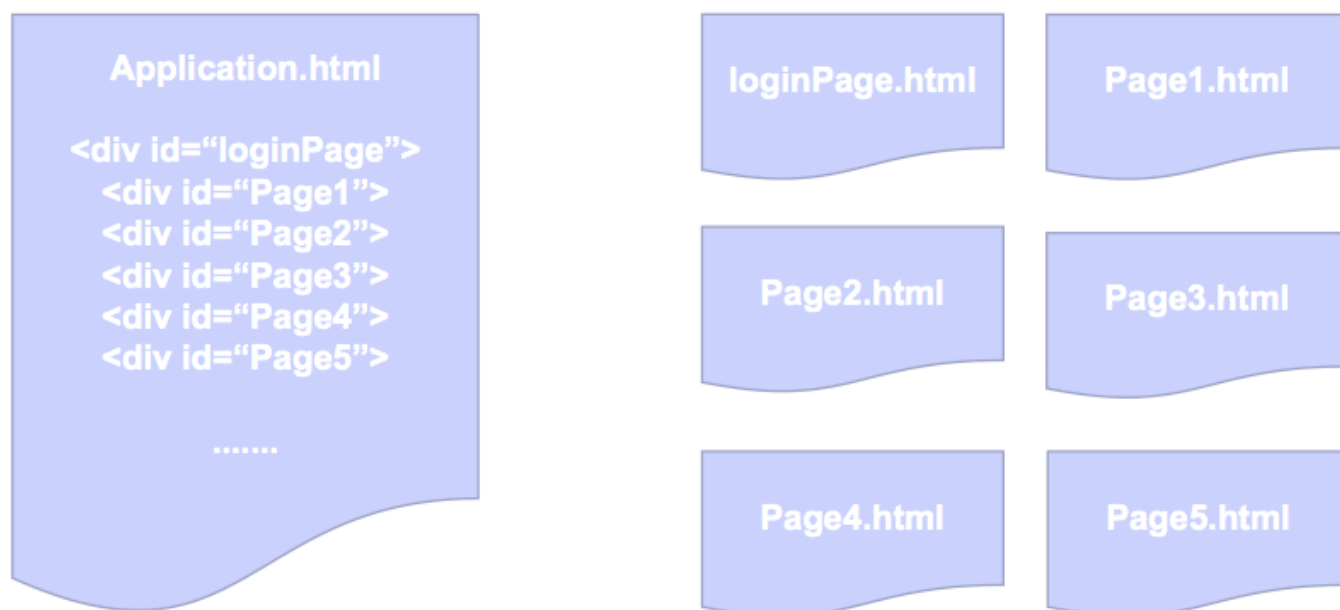 Application.html
<div id=“loginPage”>
<div id=“Page1”>
<div id=“Page2”>
<div id=“Page3”>
<div id=“Page4”>
<div id=“Page5”>
.......
loginPage.html
Page1.html
Page2.html
Page3.html
Page4.html
Page5.html